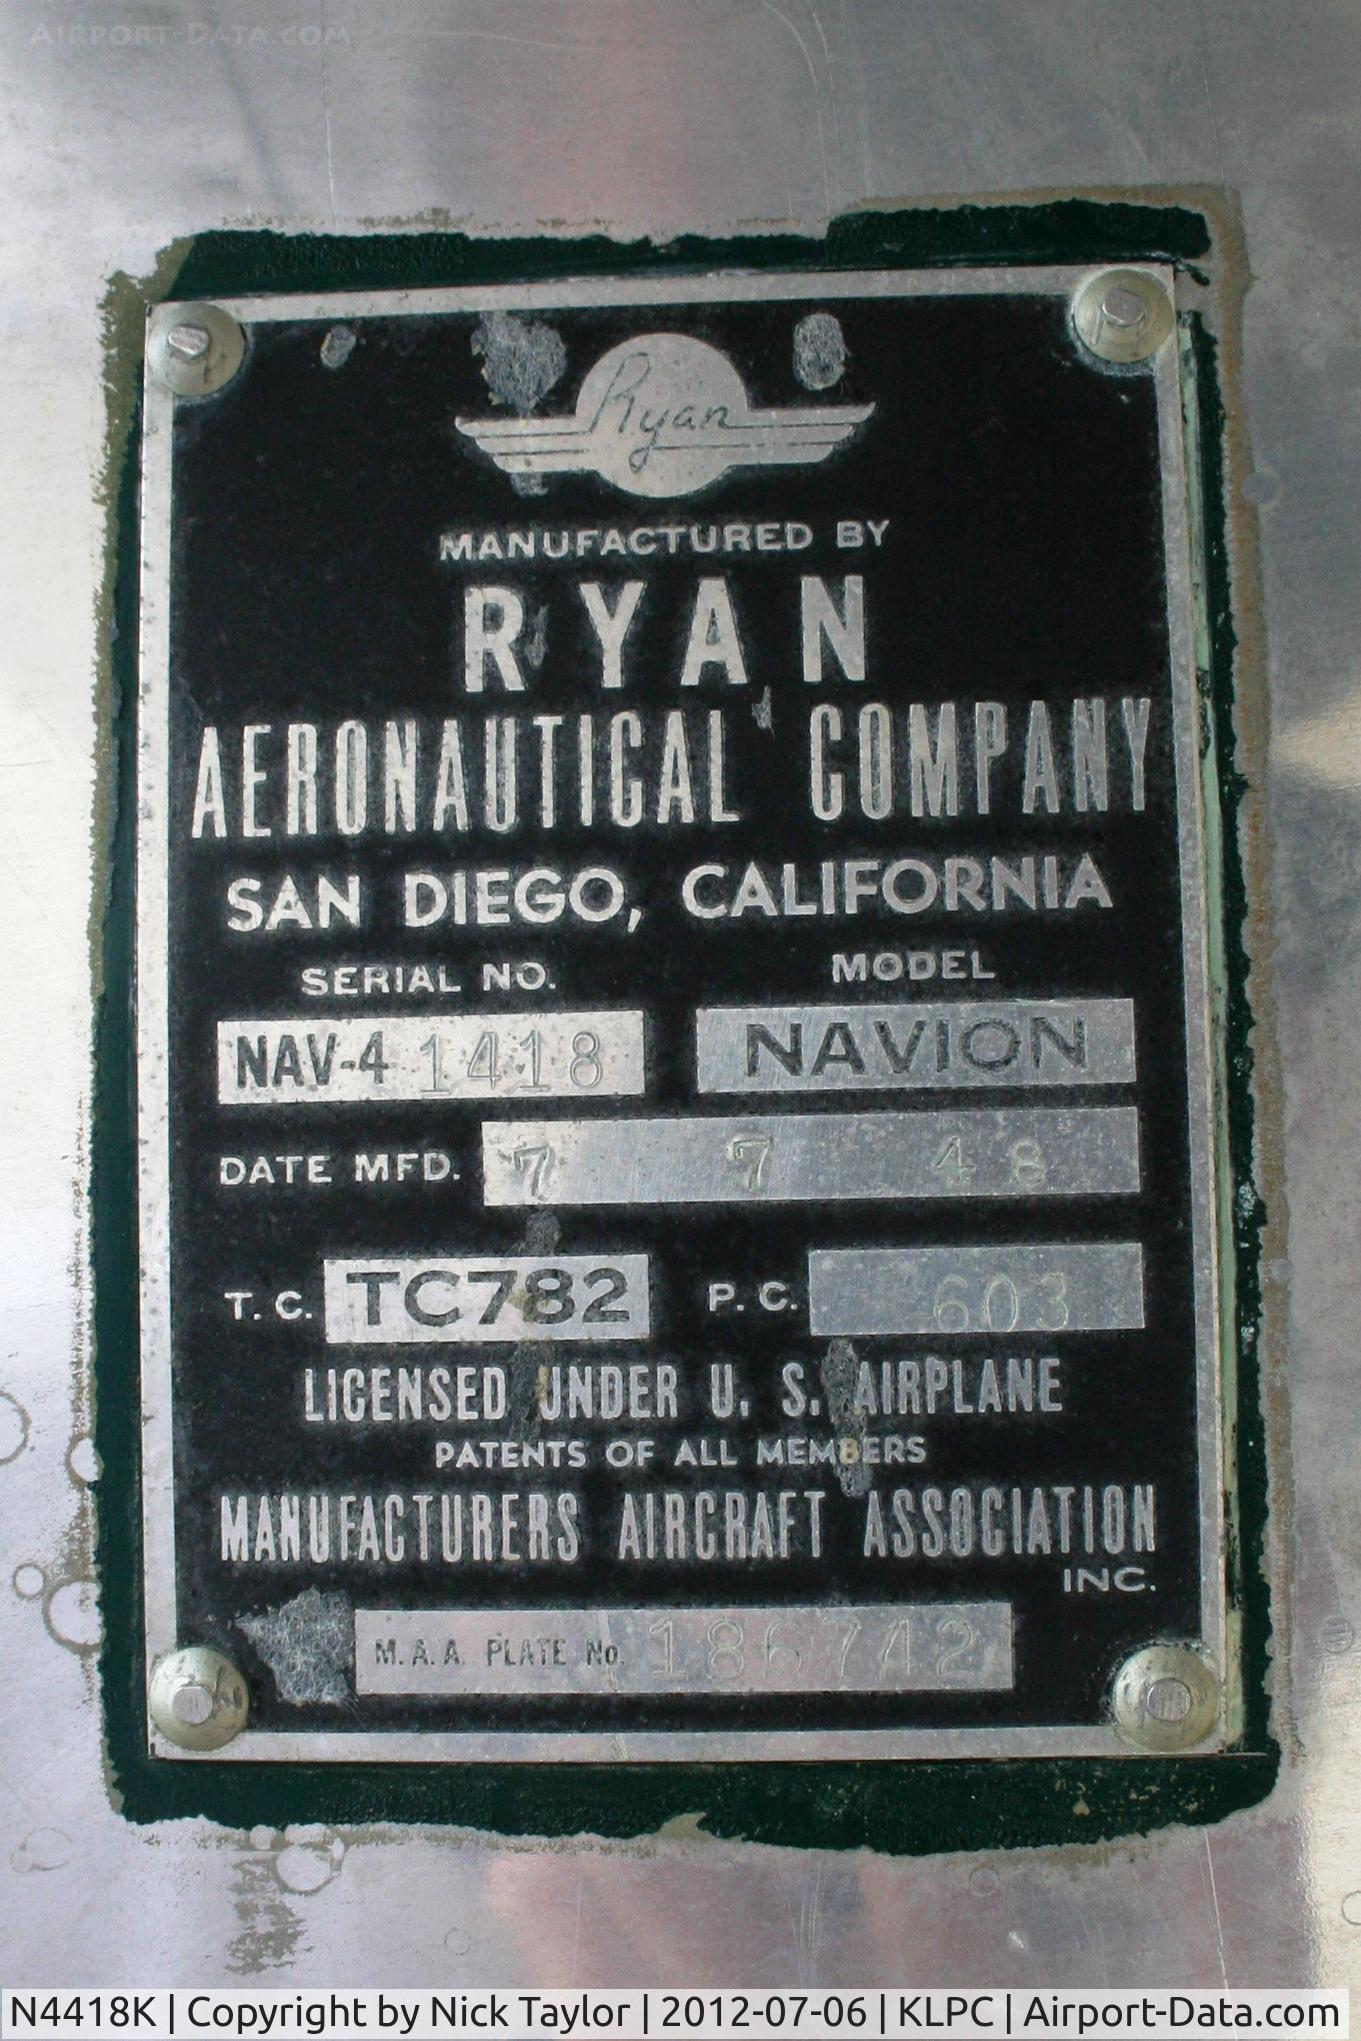 AIRPORT-DATA.COM
Ryan
MANUFACTURED BY
RYAN
AERONAUTICAL COMPANY
SAN DIEGO, CALIFORNIA
SERIAL NO. MODEL
NAV-4 1418 NAVION
DATE MFD. 7 7 48
T. C. TC782 P. C. 603
LICENSED UNDER U. S. AIRPLANE
PATENTS OF ALL MEMBERS
MANUFACTURERS AIRCRAFT ASSOCIATION
INC.
M. A. A. PLATE No. 186742
N4418K | Copyright by Nick Taylor | 2012-07-06 | KLPC | Airport-Data.com